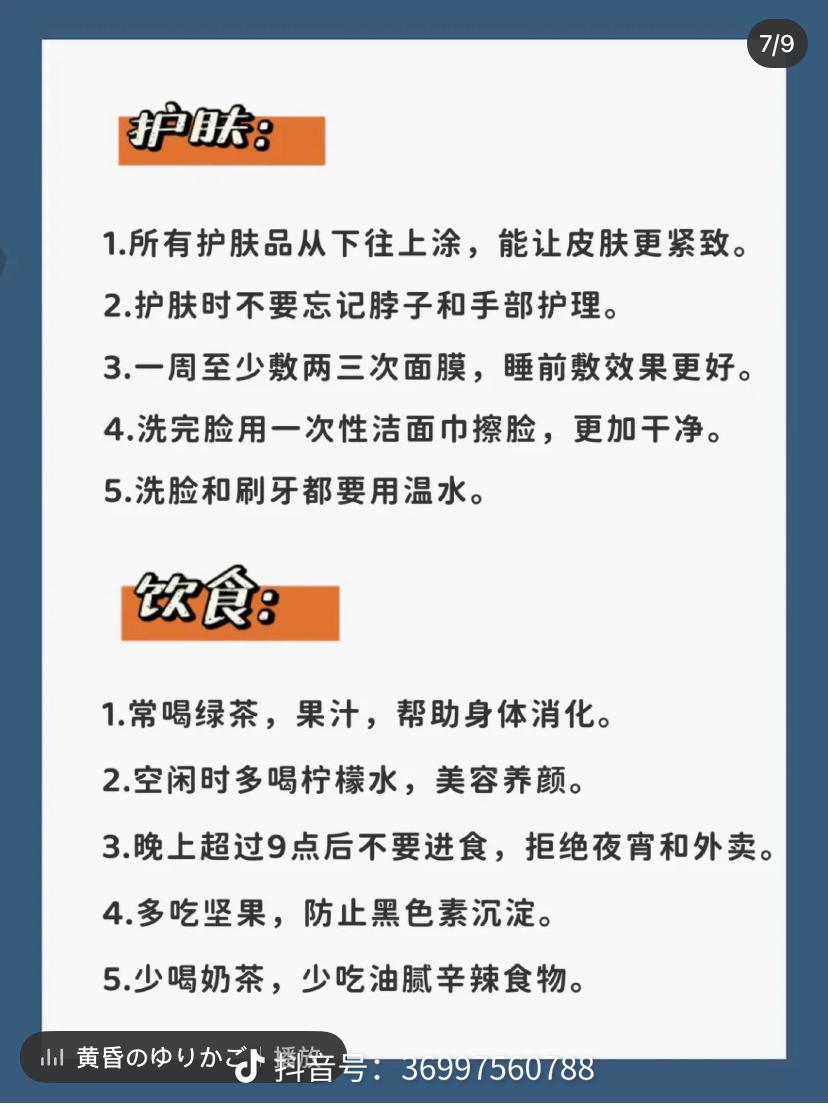 7/9
护肤：
1.所有护肤品从下往上涂，能让皮肤更紧致。
2.护肤时不要忘记脖子和手部护理。
3.一周至少敷两三次面膜，睡前敷效果更好。
4.洗完脸用一次性洁面巾擦脸，更加干净。
5.洗脸和刷牙都要用温水。
饮食：
1.常喝绿茶，果汁，帮助身体消化。
2.空闲时多喝柠檬水，美容养颜。
3.晚上超过9点后不要进食，拒绝夜宵和外卖。
4.多吃坚果，防止黑色素沉淀。
5.少喝奶茶，少吃油腻辛辣食物。
黄昏のゆりかご 播放
抖音号：36997560788